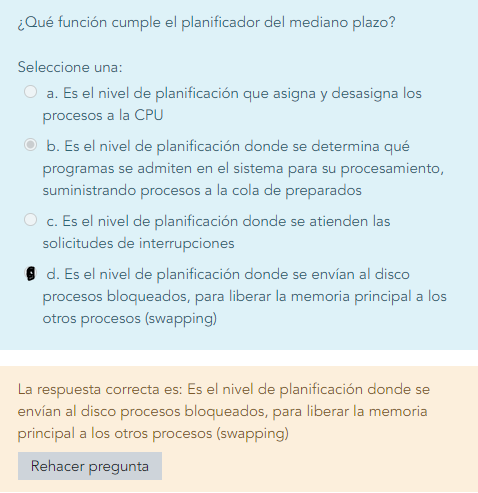 ¿Qué función cumple el planificador del mediano plazo?
Seleccione una:
a. Es el nivel de planificación que asigna y desasigna los
procesos a la CPU
b. Es el nivel de planificación donde se determina qué
programas se admiten en el sistema para su procesamiento,
suministrando procesos a la cola de preparados
c. Es el nivel de planificación donde se atienden las
solicitudes de interrupciones
d. Es el nivel de planificación donde se envían al disco
procesos bloqueados, para liberar la memoria principal a los
otros procesos (swapping)
La respuesta correcta es: Es el nivel de planificación donde se
envían al disco procesos bloqueados, para liberar la memoria
principal a los otros procesos (swapping)
Rehacer pregunta